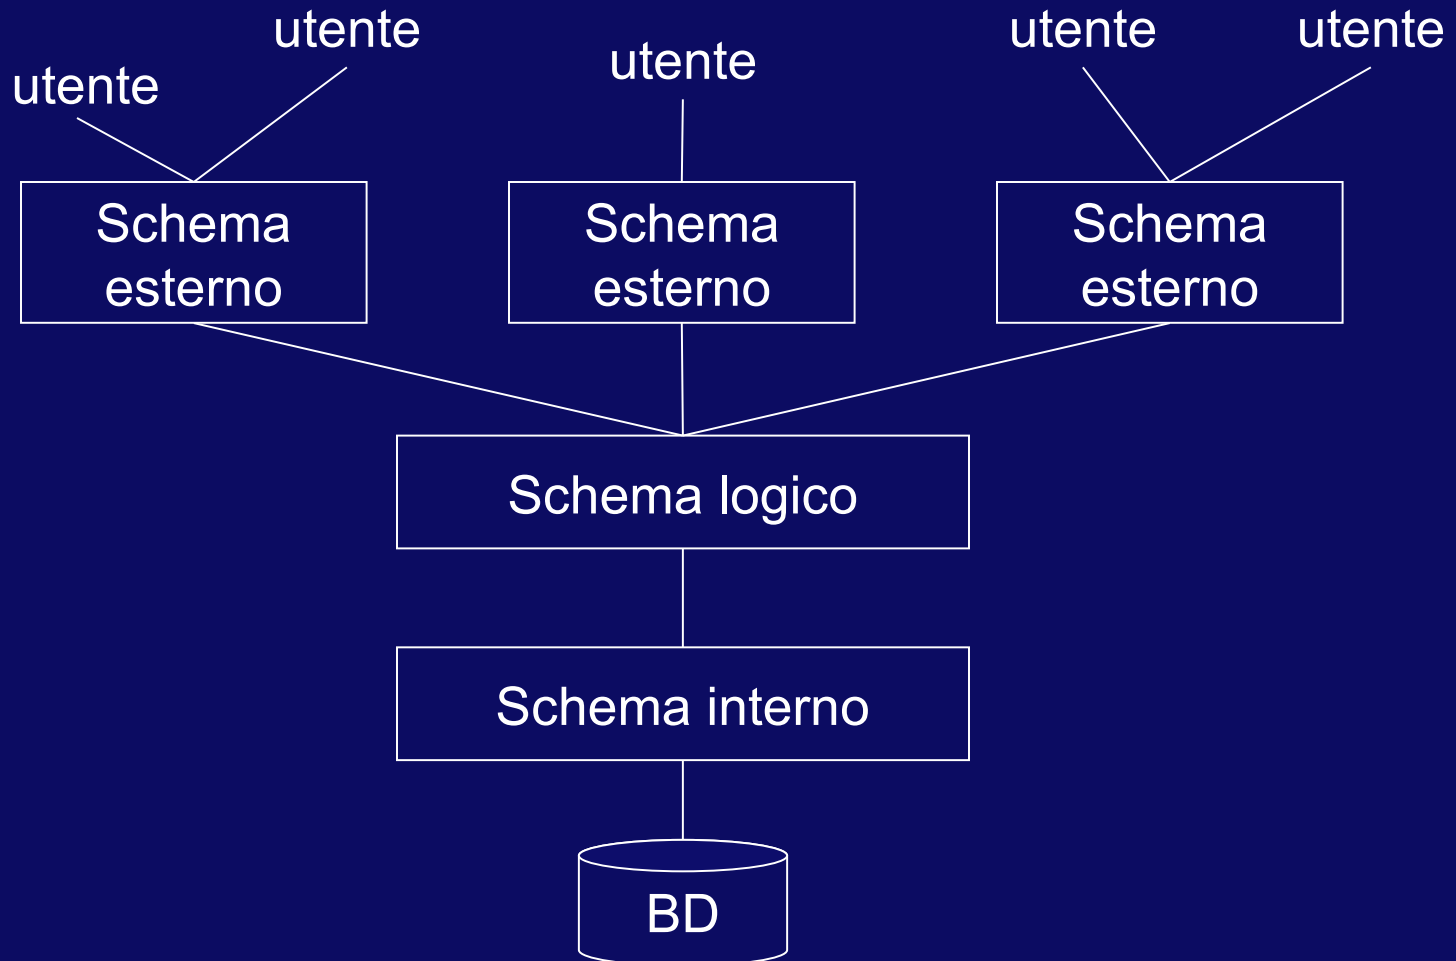 utente
utente
utente
utente
utente
Schema
esterno
Schema
esterno
Schema
esterno
Schema logico
Schema interno
BD